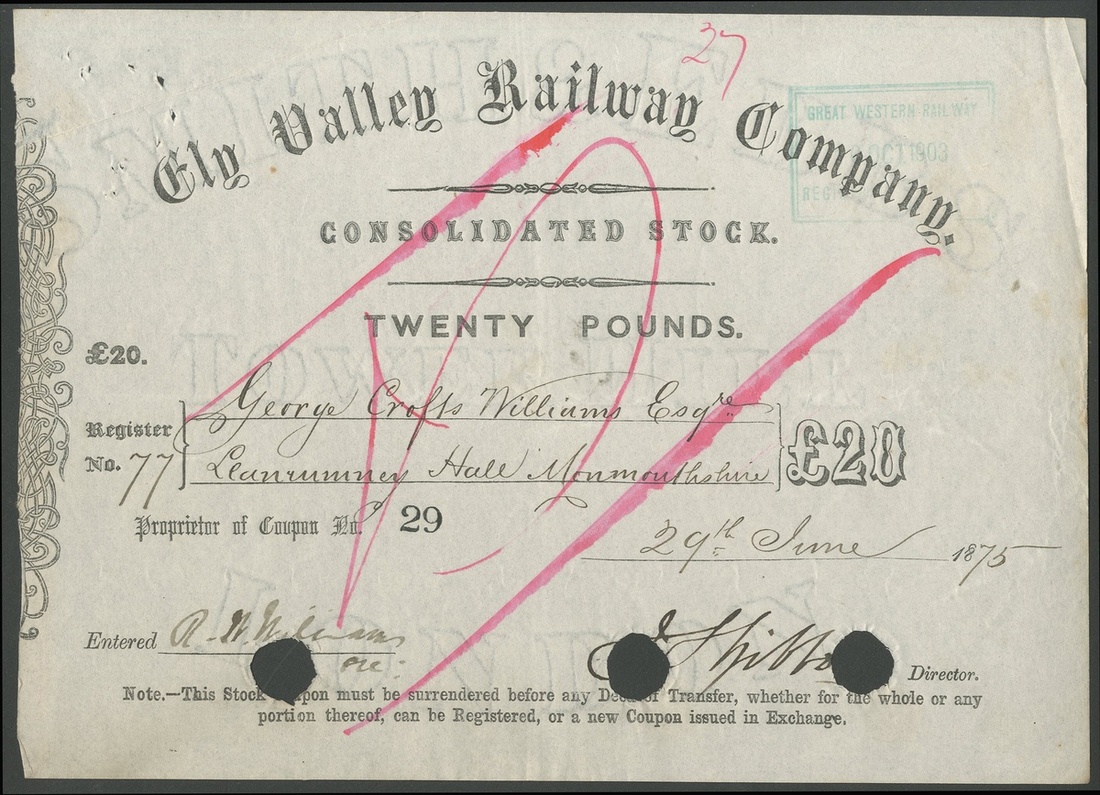 27
Ely Valley Railway Company.
GREAT WESTERN RAILWAY
OCT 1903
CONSOLIDATED STOCK.
TWENTY POUNDS.
£20.
George Crofts Williams Esqre
Register
No. 77
Llanrumney Hall Monmouthshire
£20
Proprietor of Coupon No. 29
29th June 1875
Entered R. W. Williams
Director.
Note.—This Stock Coupon must be surrendered before any Deed of Transfer, whether for the whole or any
portion thereof, can be Registered, or a new Coupon issued in Exchange.